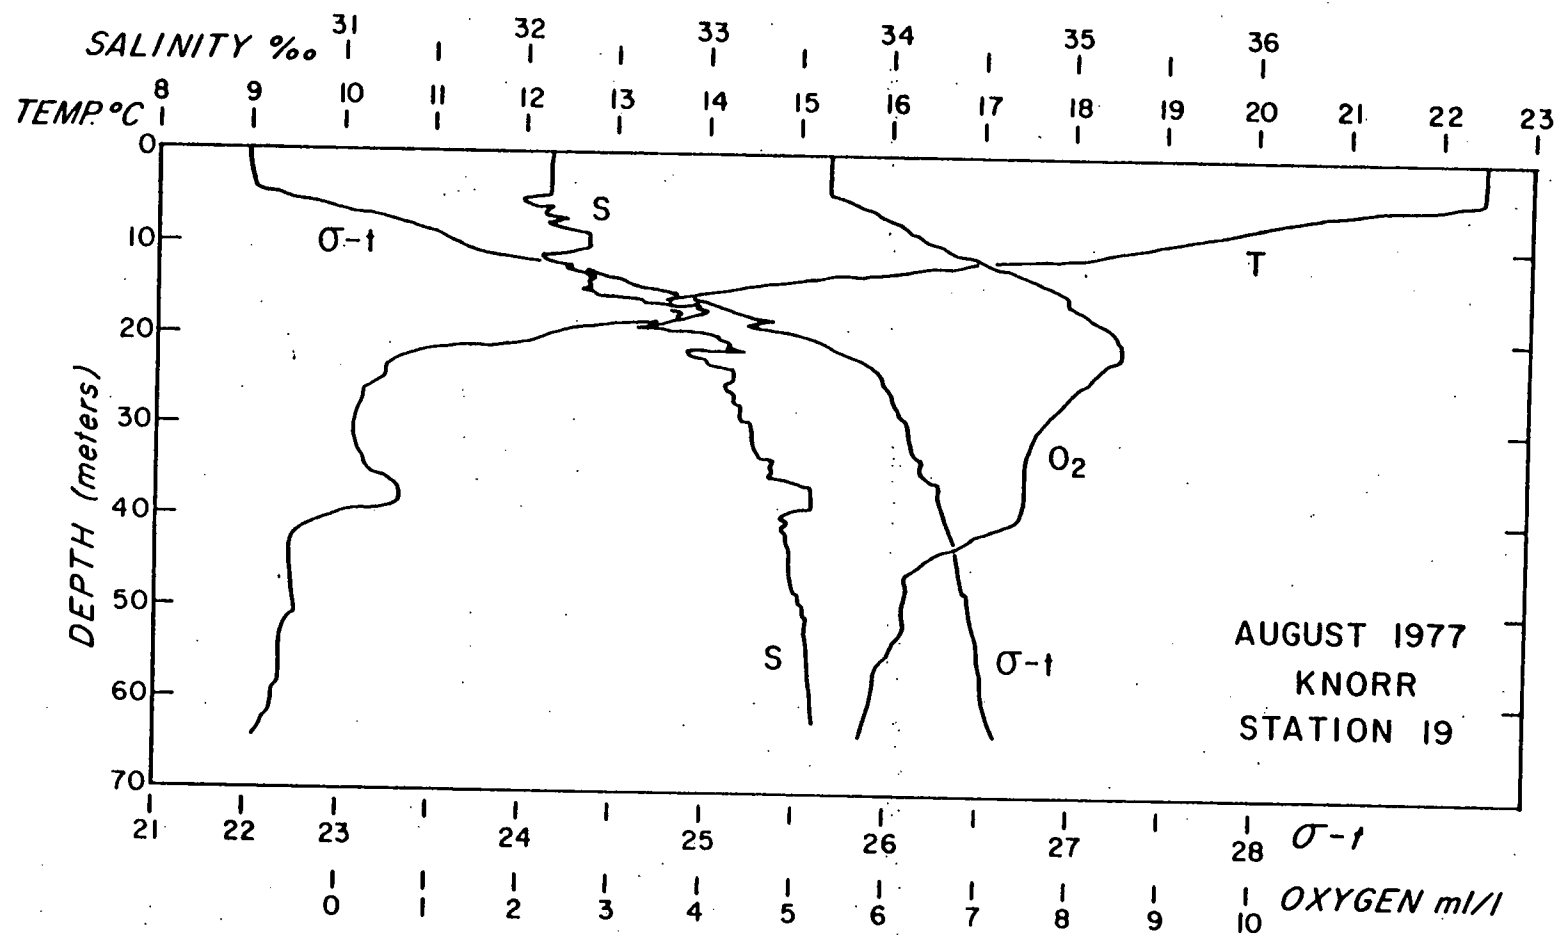 SALINITY ‰ 31 32 33 34 35 36
TEMP. °C 8 9 10 11 12 13 14 15 16 17 18 19 20 21 22 23
0
10
20
30
40
50
60
70
DEPTH (meters)
S
σ-t
T
O2
S
σ-t
AUGUST 1977
KNORR
STATION 19
21 22 23 24 25 26 27 28 σ-t
0 1 2 3 4 5 6 7 8 9 10 OXYGEN ml/l